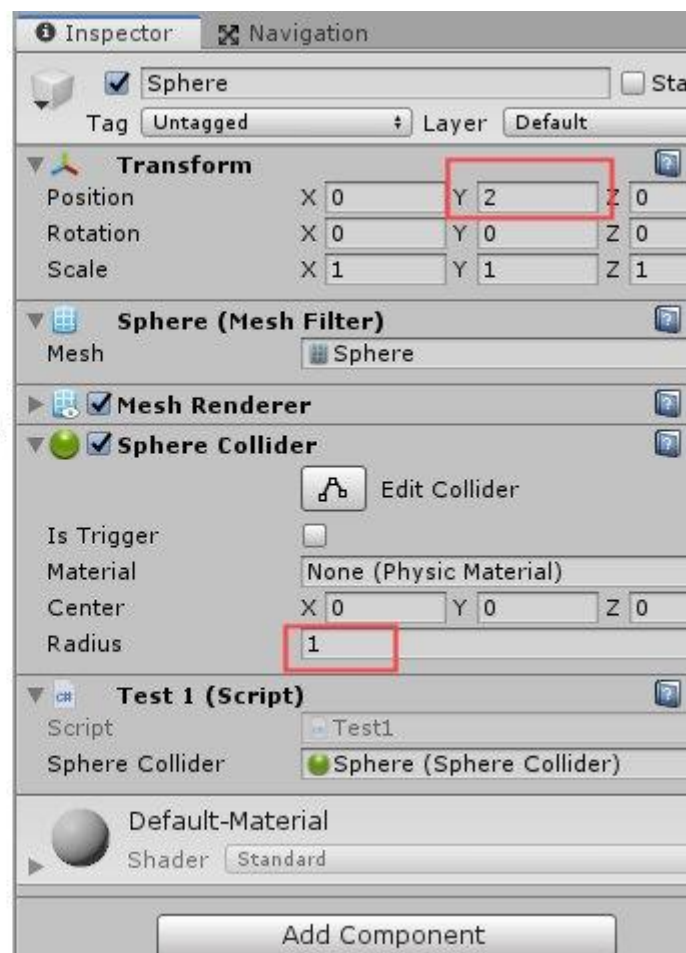 Inspector Navigation
Sphere Sta
Tag Untagged Layer Default
Transform
Position X 0 Y 2 Z 0
Rotation X 0 Y 0 Z 0
Scale X 1 Y 1 Z 1
Sphere (Mesh Filter)
Mesh Sphere
Mesh Renderer
Sphere Collider
Edit Collider
Is Trigger
Material None (Physic Material)
Center X 0 Y 0 Z 0
Radius 1
c# Test 1 (Script)
Script Test1
Sphere Collider Sphere (Sphere Collider)
Default-Material
Shader Standard
Add Component